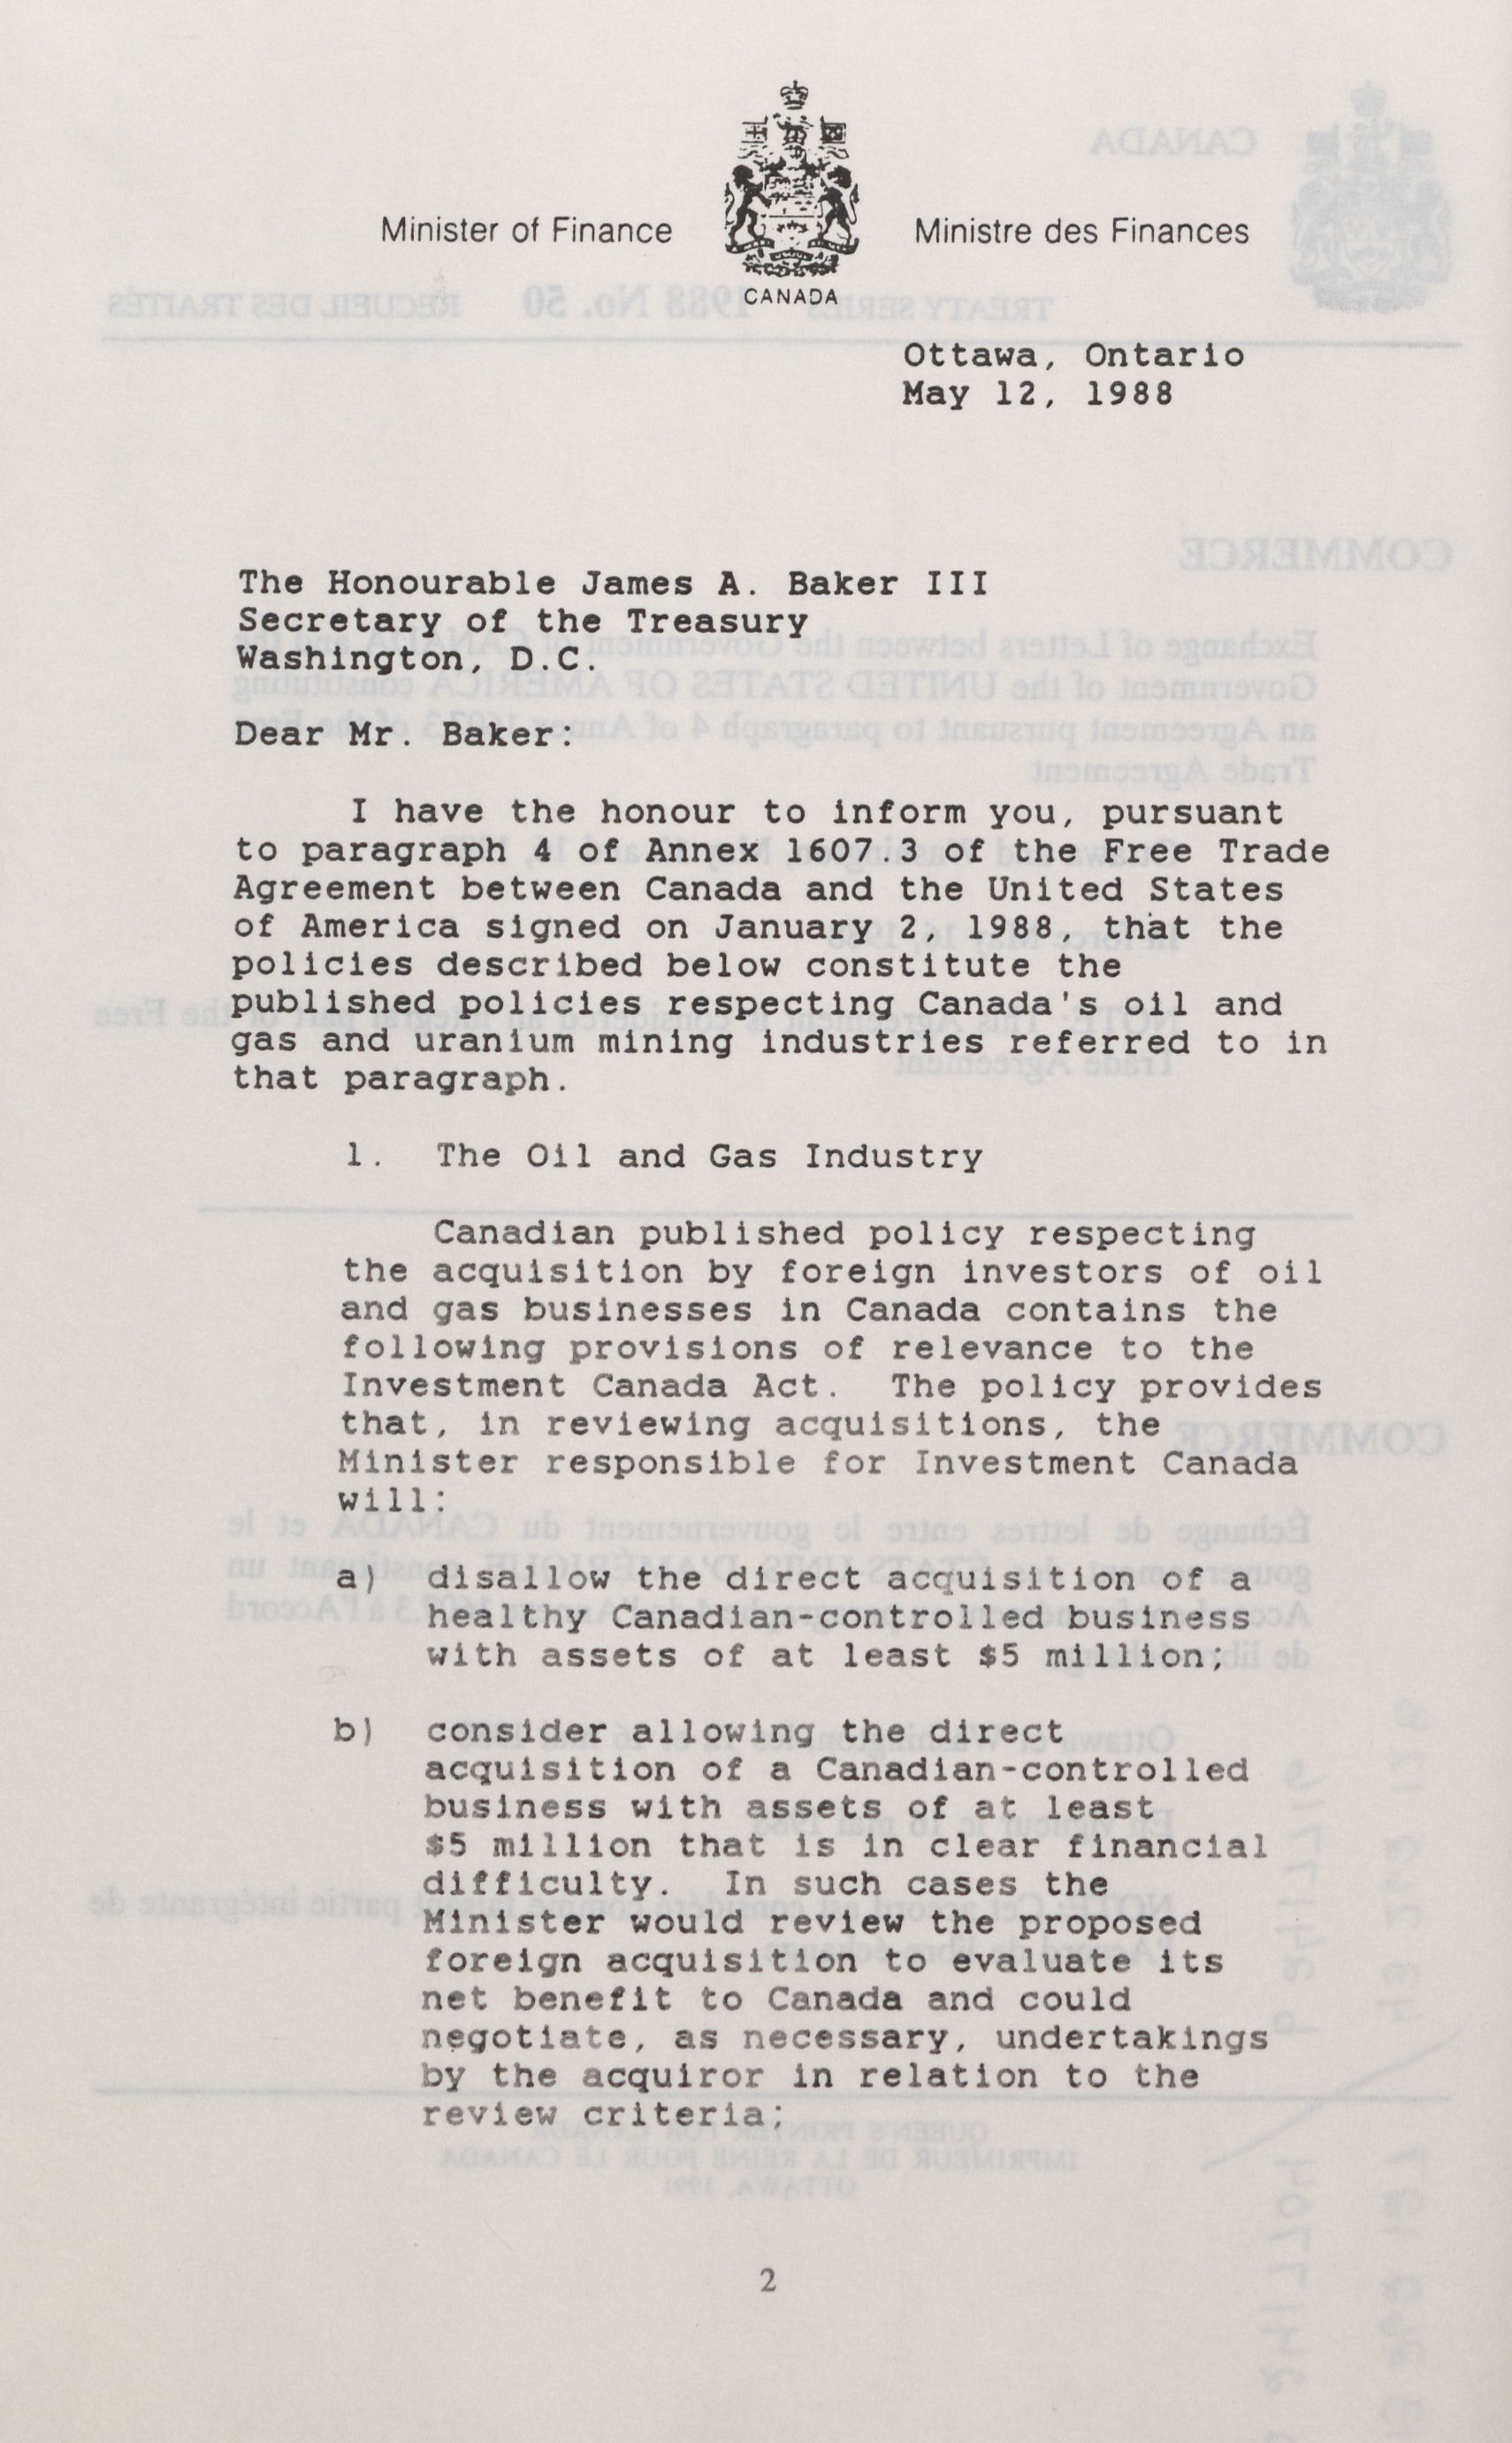 Minister of Finance
Ministre des Finances
CANADA
Ottawa, Ontario
May 12, 1988
The Honourable James A. Baker III
Secretary of the Treasury
Washington, D.C.
Dear Mr. Baker:
I have the honour to inform you, pursuant
to paragraph 4 of Annex 1607.3 of the Free Trade
Agreement between Canada and the United States
of America signed on January 2, 1988, that the
policies described below constitute the
published policies respecting Canada's oil and
gas and uranium mining industries referred to in
that paragraph.
1. The Oil and Gas Industry
Canadian published policy respecting
the acquisition by foreign investors of oil
and gas businesses in Canada contains the
following provisions of relevance to the
Investment Canada Act. The policy provides
that, in reviewing acquisitions, the
Minister responsible for Investment Canada
will:
a) disallow the direct acquisition of a
healthy Canadian-controlled business
with assets of at least $5 million;
b) consider allowing the direct
acquisition of a Canadian-controlled
business with assets of at least
$5 million that is in clear financial
difficulty. In such cases the
Minister would review the proposed
foreign acquisition to evaluate its
net benefit to Canada and could
negotiate, as necessary, undertakings
by the acquiror in relation to the
review criteria;
2